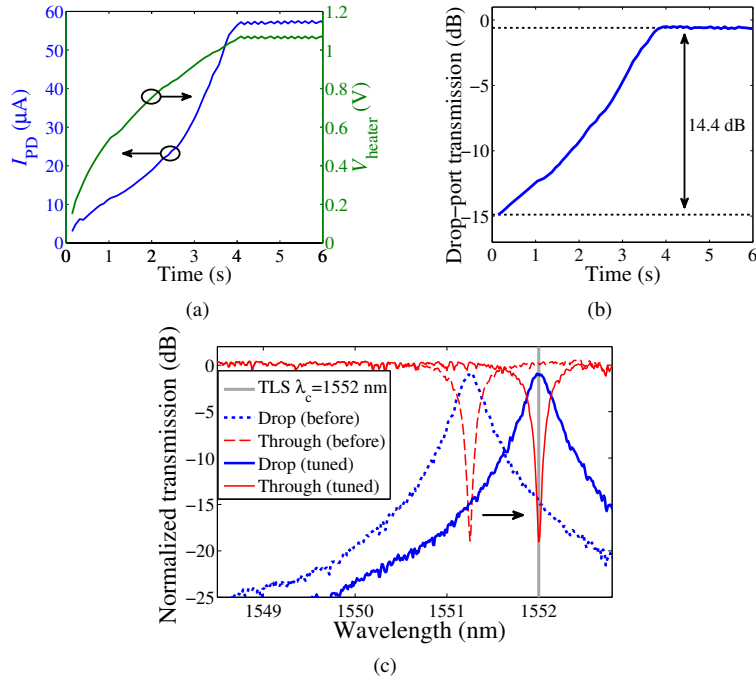 60
50
40
30
20
10
0
I_PD (μA)
0 1 2 3 4 5 6
Time (s)
1.2
1
0.8
0.6
0.4
0.2
0
V_heater (V)
(a)
0
−5
−10
−15
Drop−port transmission (dB)
14.4 dB
0 1 2 3 4 5 6
Time (s)
(b)
0
−5
−10
−15
−20
−25
Normalized transmission (dB)
TLS λ_c=1552 nm
Drop (before)
Through (before)
Drop (tuned)
Through (tuned)
1549 1550 1551 1552
Wavelength (nm)
(c)